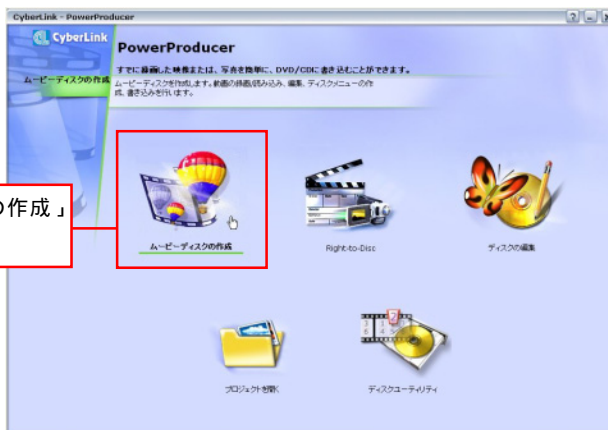 CyberLink - PowerProducer
CyberLink
PowerProducer
すでに録画した映像または、写真を簡単に、DVD/CDに書き込むことができます。
ムービーディスクの作成
ムービーディスクを作成します。動画の録画/読み込み、編集、ディスクメニューの作
成、書き込みを行います。
の作成」
ムービーディスクの作成
Right-to-Disc
ディスクの編集
プロジェクトを開く
ディスクユーティリティ